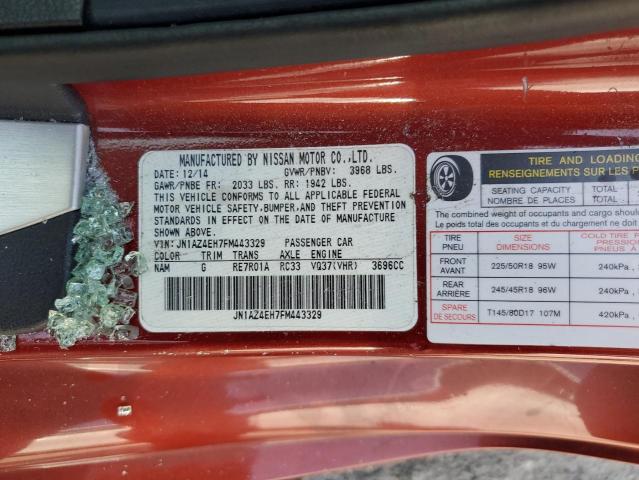 MANUFACTURED BY NISSAN MOTOR CO.,LTD.
DATE: 12/14 GVWR/PNBV: 3968 LBS.
GAWR/PNBE FR: 2033 LBS. RR: 1942 LBS.
THIS VEHICLE CONFORMS TO ALL APPLICABLE FEDERAL
MOTOR VEHICLE SAFETY,BUMPER,AND THEFT PREVENTION
STANDARDS IN EFFECT ON THE DATE OF MANUFACTURE
SHOWN ABOVE.
VIN:JN1AZ4EH7FM443329 PASSENGER CAR
COLOR TRIM TRANS AXLE ENGINE
NAM G RE7R01A RC33 VQ37(VHR) 3696CC
JN1AZ4EH7FM443329
TIRE AND LOADING
RENSEIGNEMENTS SUR LES P
SEATING CAPACITY TOTAL
NOMBRE DE PLACES TOTAL
The combined weight of occupants and cargo should
Le poids total des occupants et du chargement ne doit
TIRE SIZE
PNEU DIMENSIONS PNEUS À
FRONT
AVANT 225/50R18 95W 240kPa,
REAR
ARRIÈRE 245/45R18 96W 240kPa,
SPARE
DE SECOURS T145/80D17 107M 420kPa,